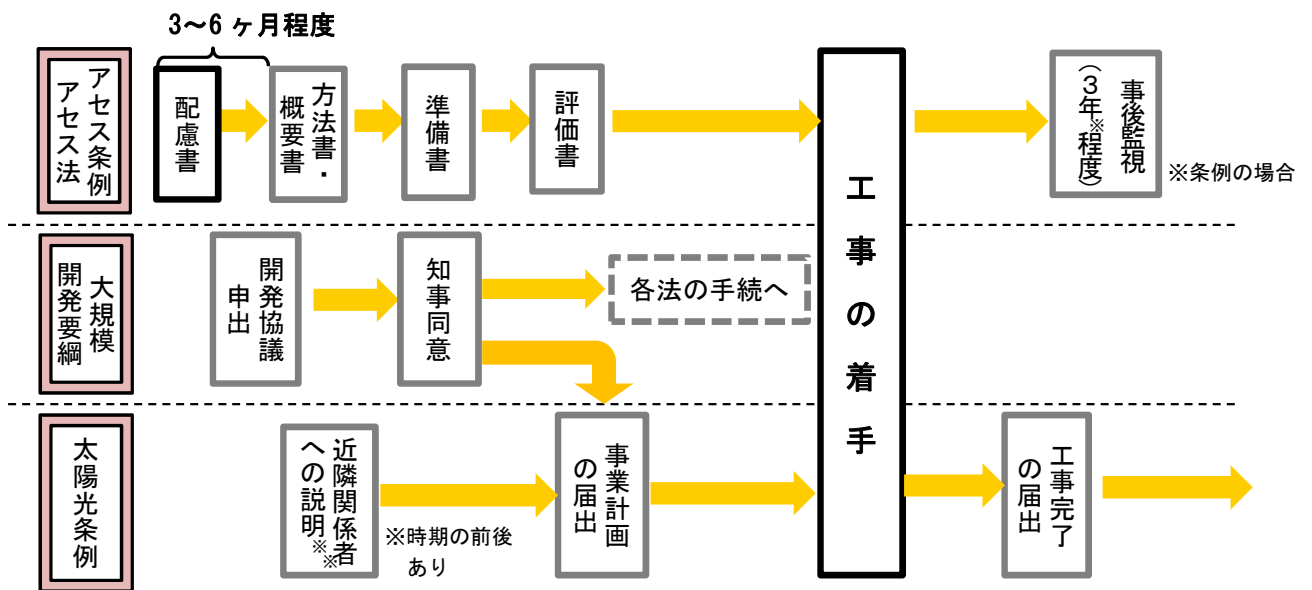 3～6 ヶ月程度
アセス条例
アセス法
配慮書
方法書・
概要書
準備書
評価書
工事の着手
事後監視
（３年※程度）
※条例の場合
大規模
開発要綱
開発協議
申出
知事同意
各法の手続へ
太陽光条例
近隣関係者
への説明※
※
※時期の前後
あり
事業計画
の届出
工事完了
の届出